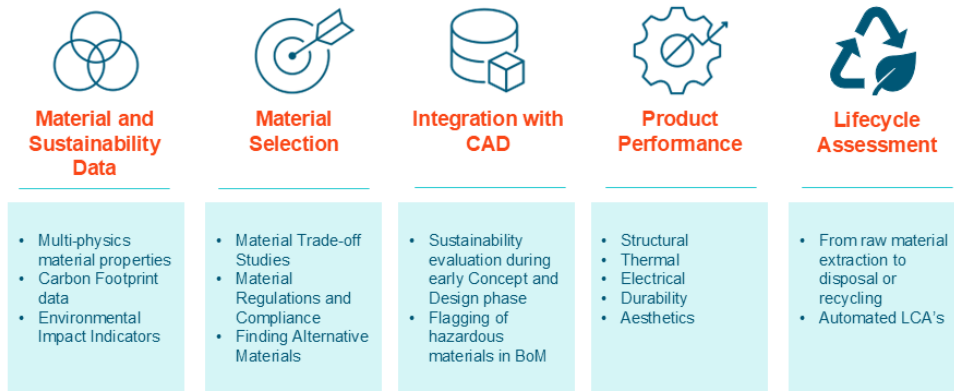 Material and
Sustainability
Data
• Multi-physics
material properties
• Carbon Footprint
data
• Environmental
Impact Indicators
Material
Selection
• Material Trade-off
Studies
• Material
Regulations and
Compliance
• Finding Alternative
Materials
Integration with
CAD
• Sustainability
evaluation during
early Concept and
Design phase
• Flagging of
hazardous
materials in BoM
Product
Performance
• Structural
• Thermal
• Electrical
• Durability
• Aesthetics
Lifecycle
Assessment
• From raw material
extraction to
disposal or
recycling
• Automated LCA's